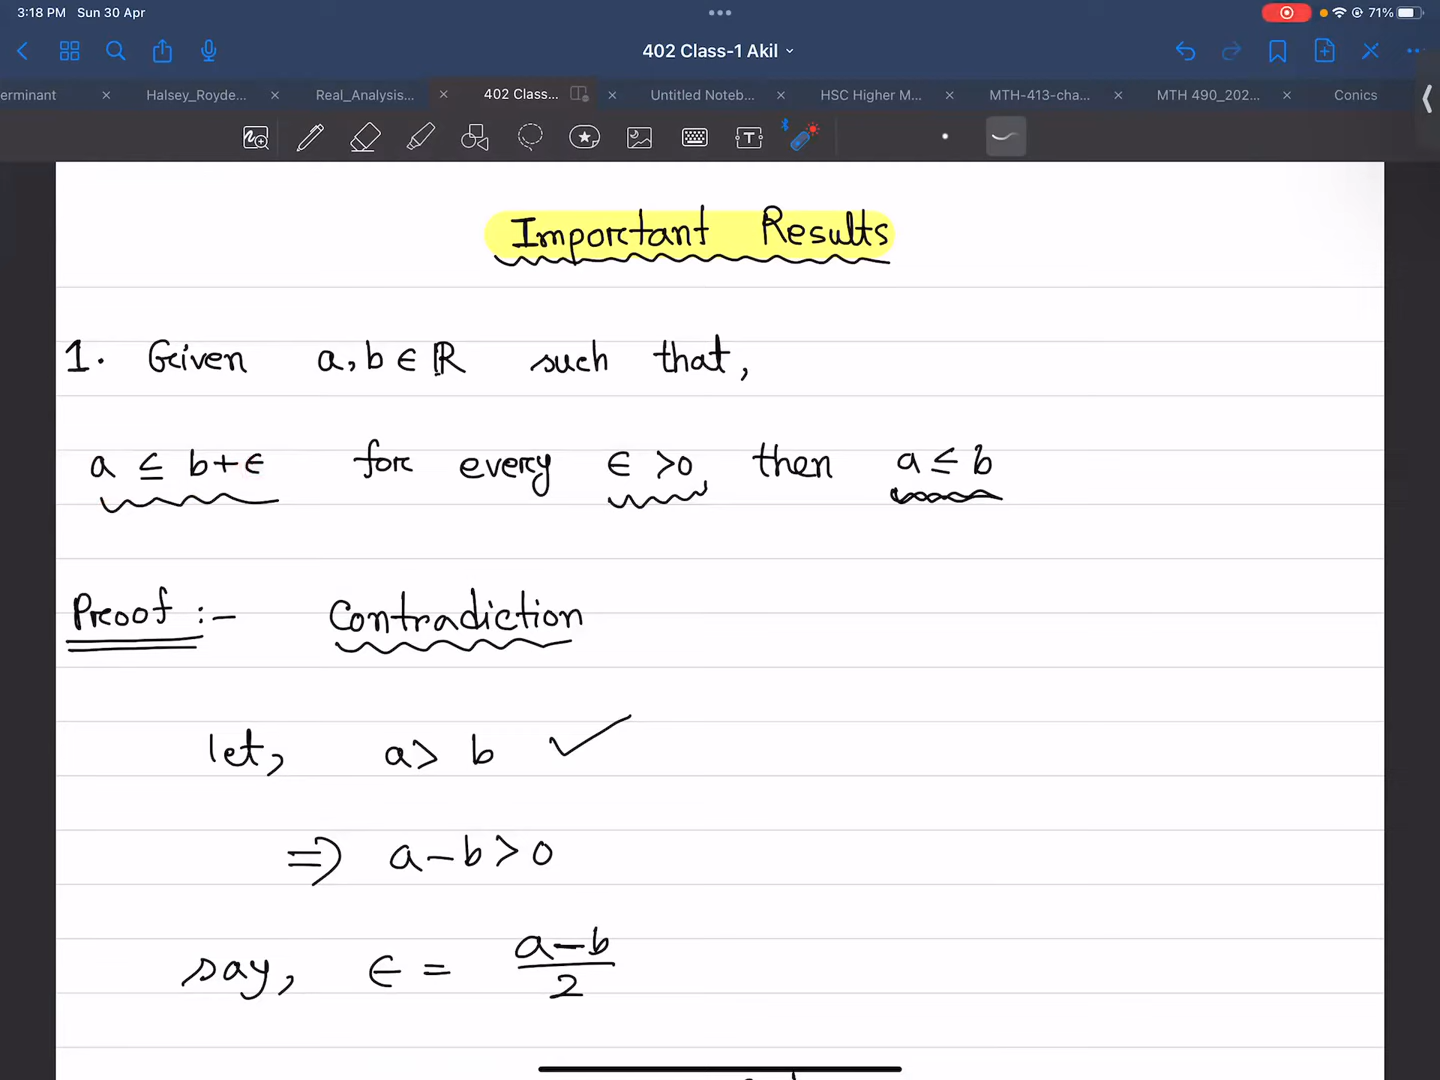 3:18 PM Sun 30 Apr
71%
402 Class-1 Akil
erminant
Halsey_Royde...
Real_Analysis...
402 Class...
Untitled Noteb...
HSC Higher M...
MTH-413-cha...
MTH 490_202...
Conics
Important Results
1. Given a, b ∈ ℝ such that,
a ≤ b+ϵ for every ϵ >0 then a ≤ b
Proof :- Contradiction
let, a> b ✓
⇒ a-b>0
say, ϵ = \frac{a-b}{2}